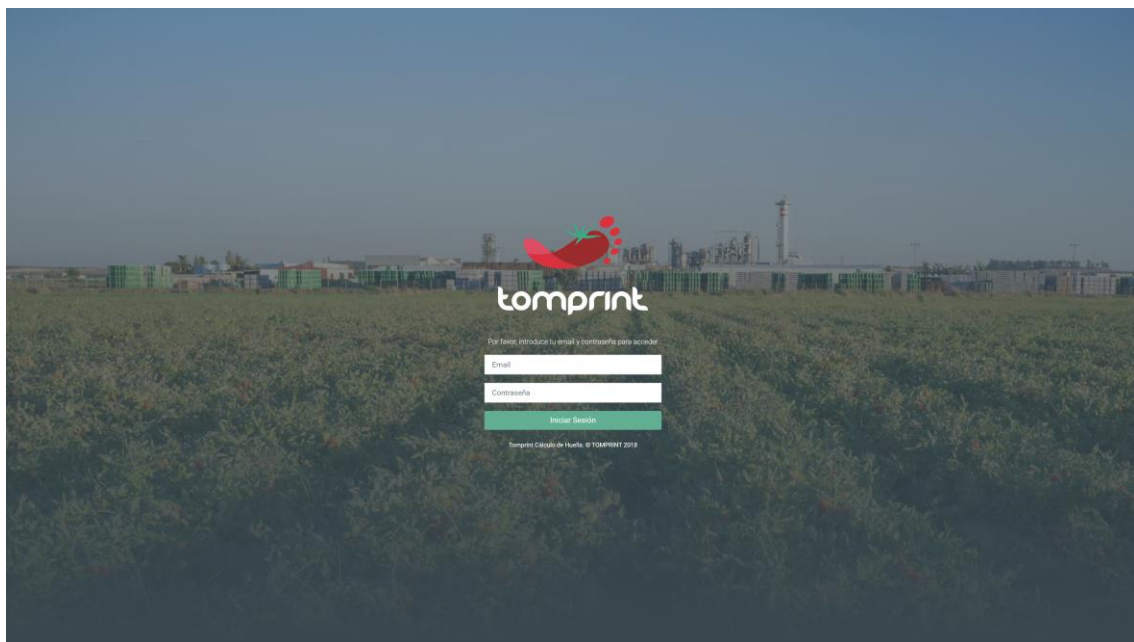 tomprint
Por favor, introduce tu email y contraseña para acceder
Email
Contraseña
Iniciar Sesión
Tomprint Cálculo de Huella. © TOMPRINT 2018